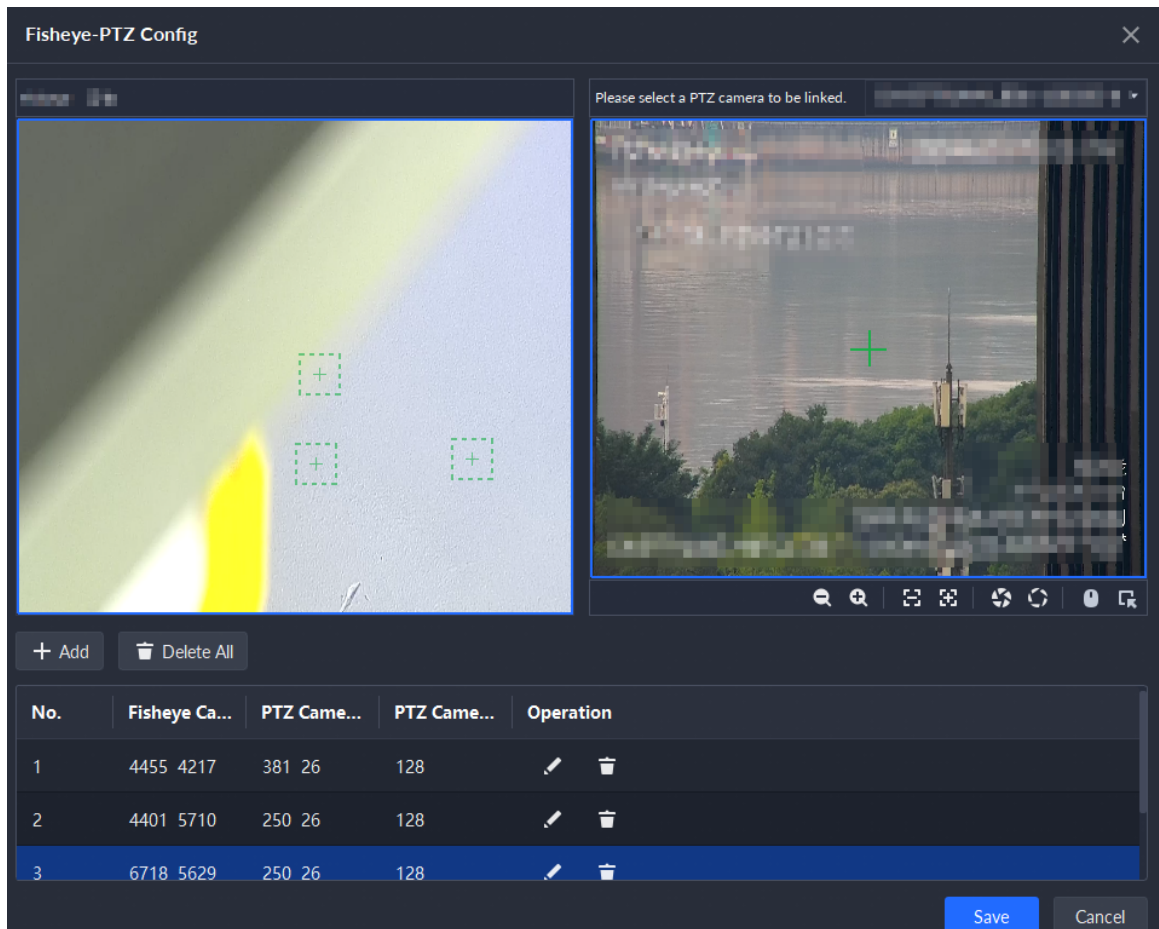 Fisheye-PTZ Config
Please select a PTZ camera to be linked.
Add
Delete All
No. Fisheye Ca... PTZ Came... PTZ Came... Operation
1 4455 4217 381 26 128
2 4401 5710 250 26 128
3 6718 5629 250 26 128
Save Cancel